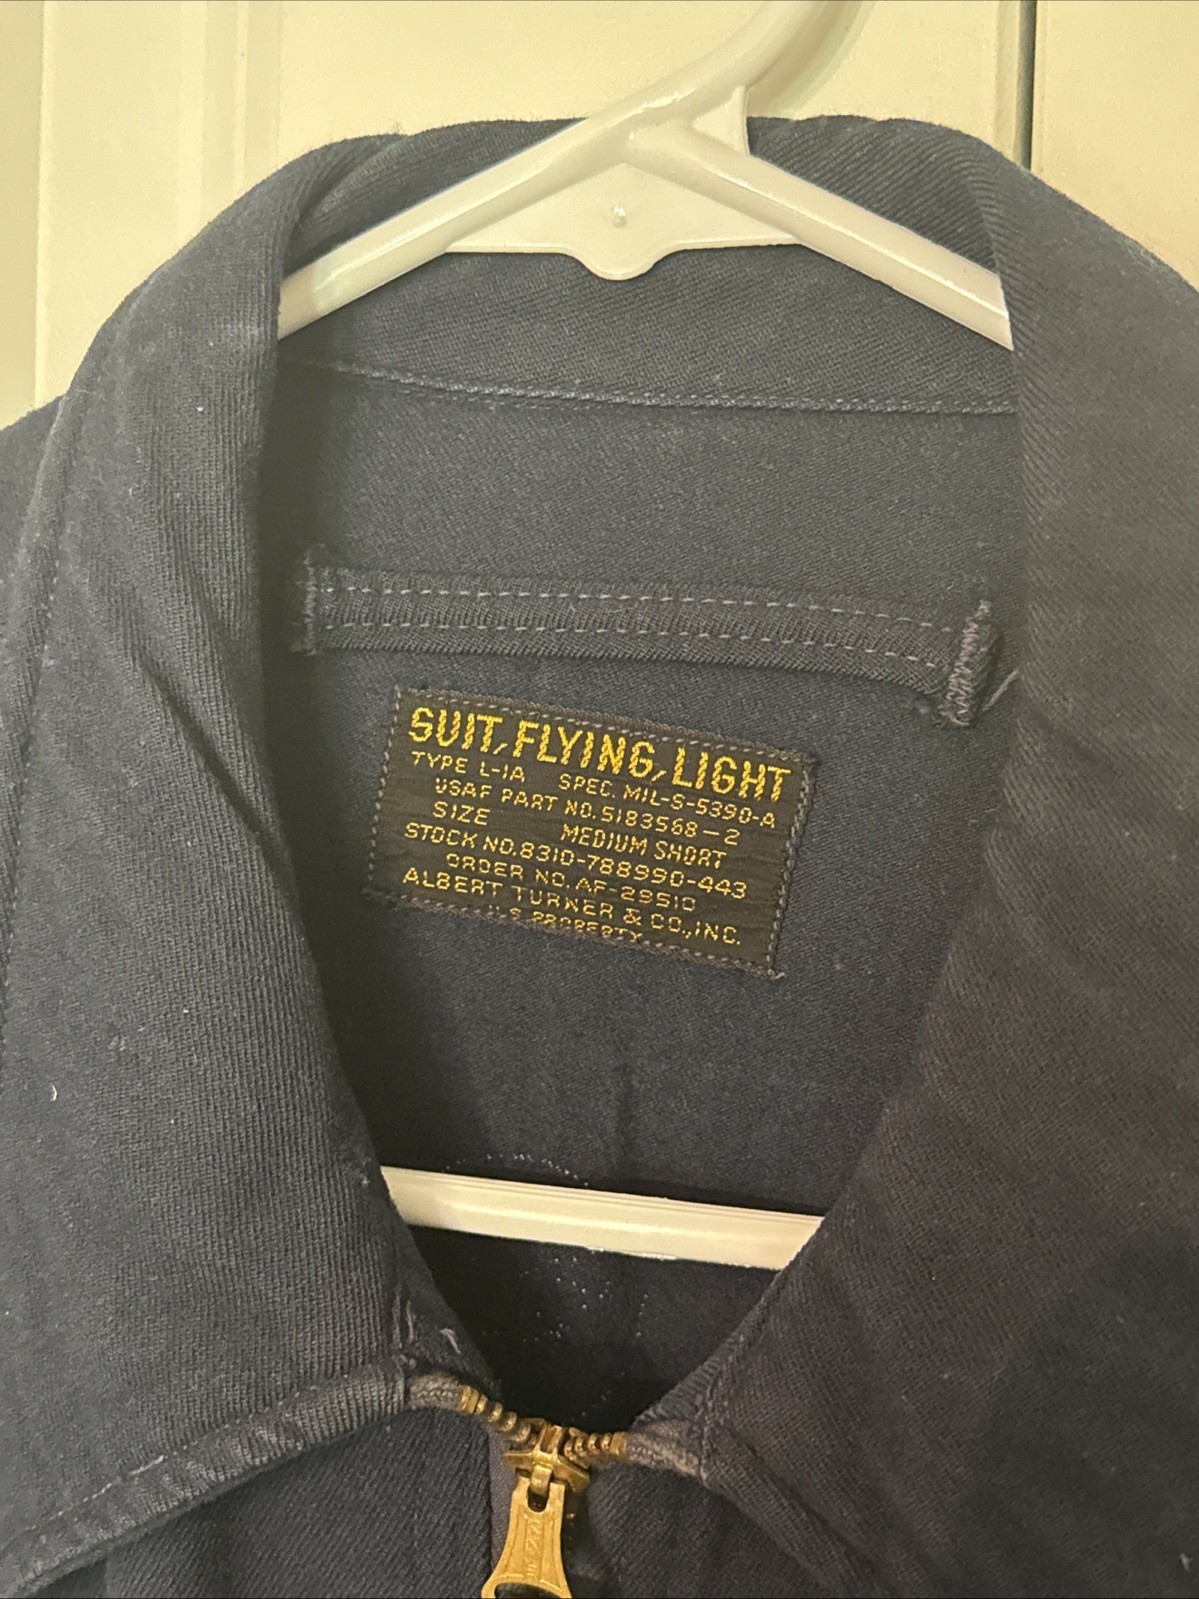 SUIT, FLYING, LIGHT
TYPE L-1A SPEC. MIL-S-5390-A
USAF PART NO. 5183568-2
SIZE MEDIUM SHORT
STOCK NO. 8310-788990-443
ORDER NO. AF-29510
ALBERT TURNER & CO., INC.
U.S. PROPERTY